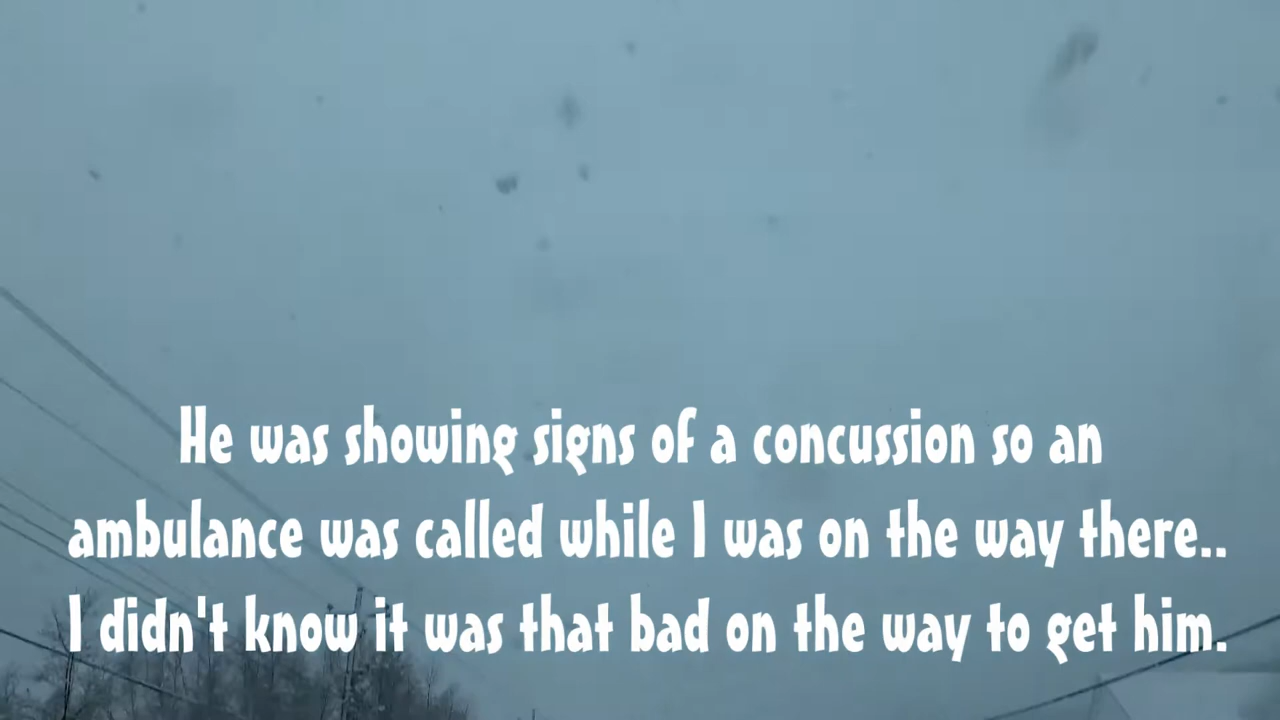 He was showing signs of a concussion so an
ambulance was called while I was on the way there..
I didn't know it was that bad on the way to get him.